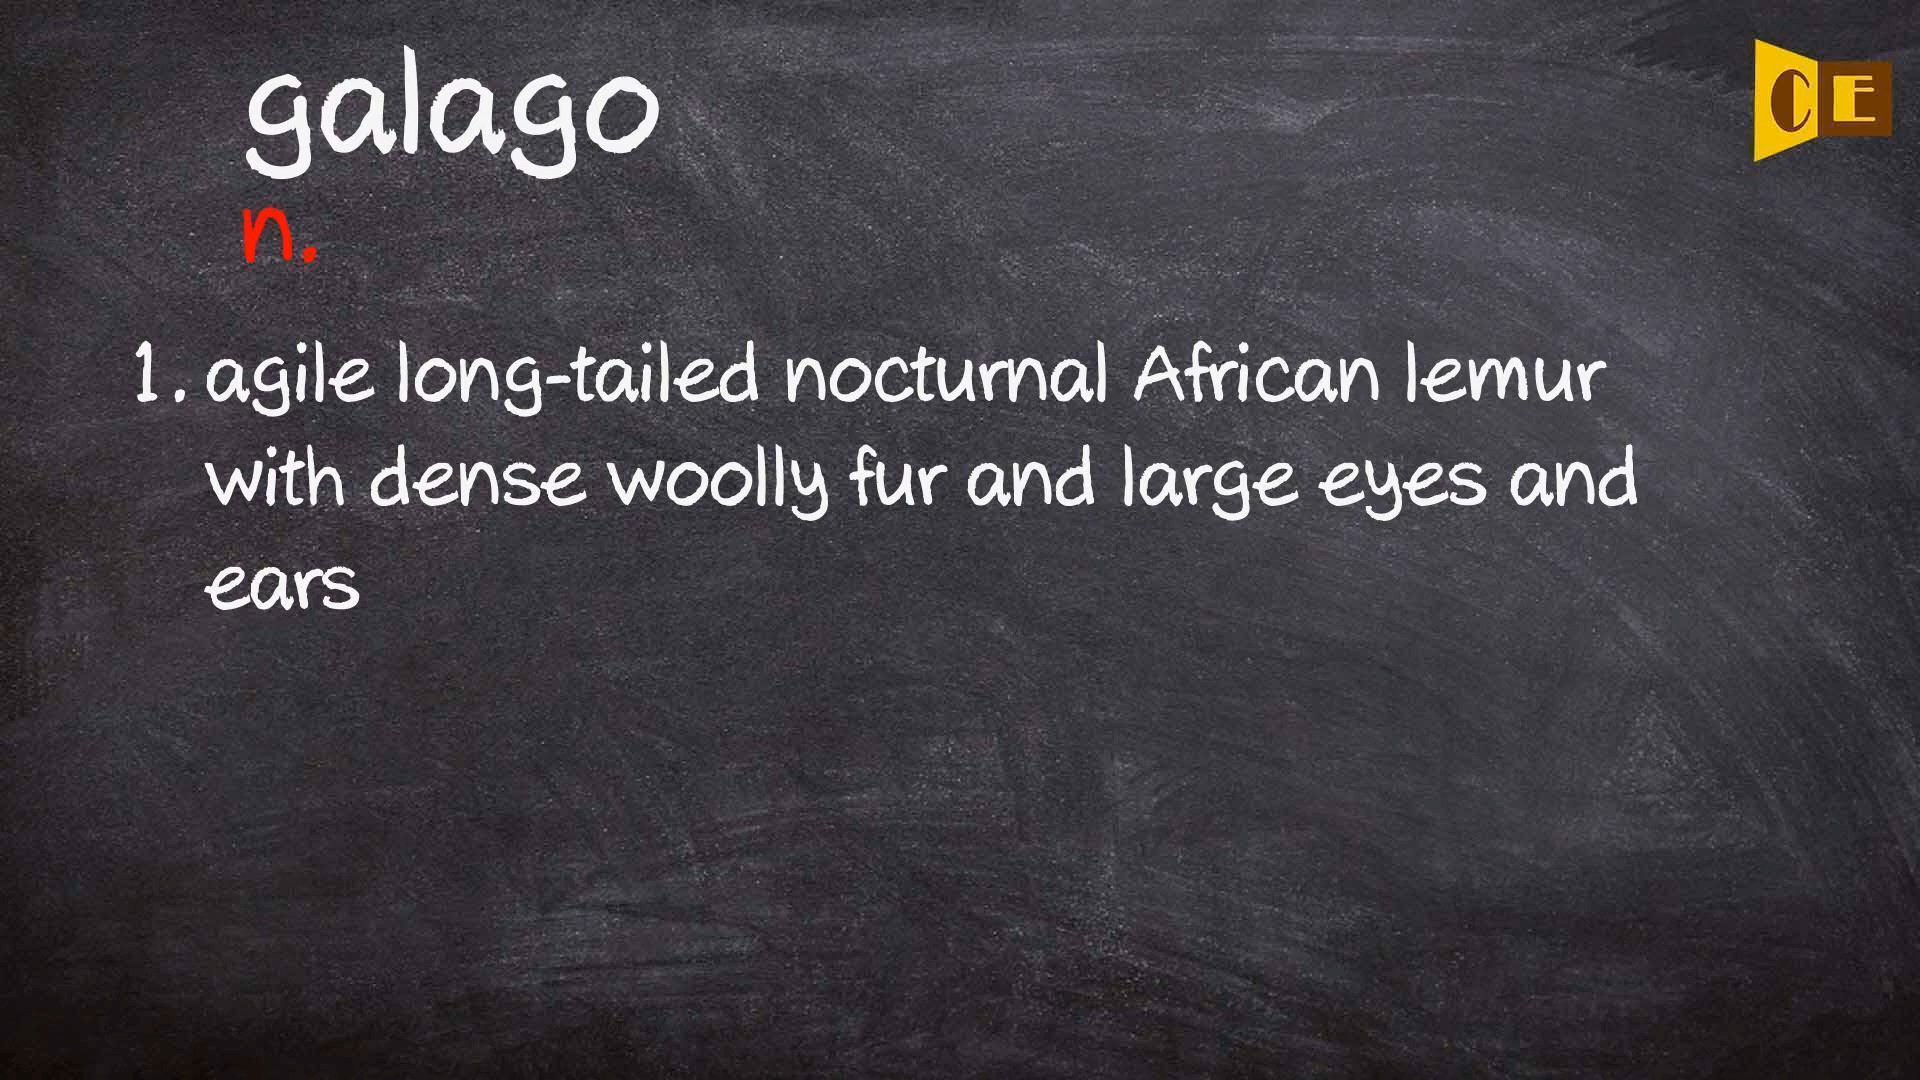 galago
CE
n.
1. agile long-tailed nocturnal African lemur
with dense woolly fur and large eyes and
ears